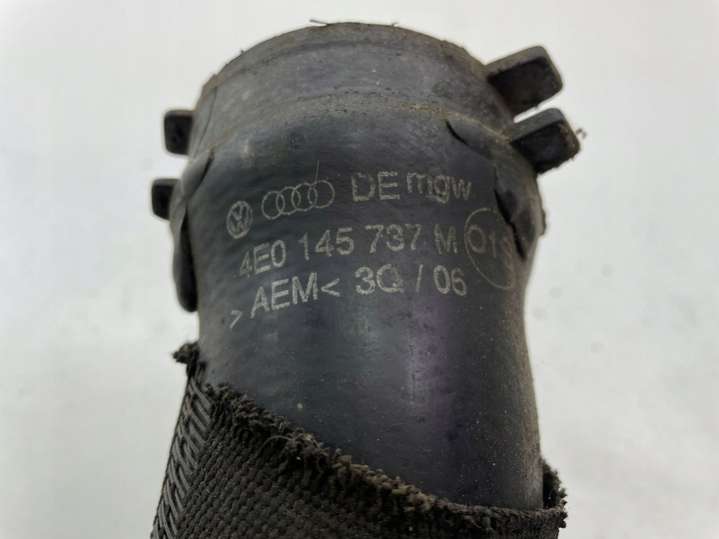 DE mgw
4E0 145 737 M
>AEM< 3Q / 06